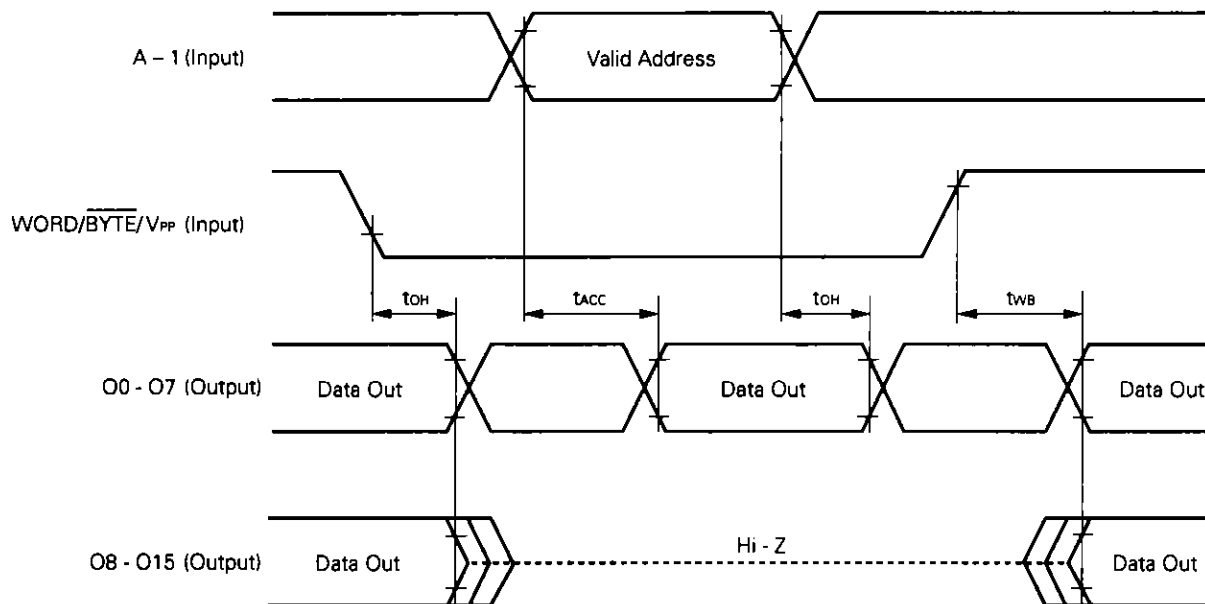 A – 1 (Input)
Valid Address
WORD/BYTE/VPP (Input)
tOH
tACC
tOH
tWB
O0 - O7 (Output)
Data Out
Data Out
Data Out
O8 - O15 (Output)
Data Out
Hi - Z
Data Out